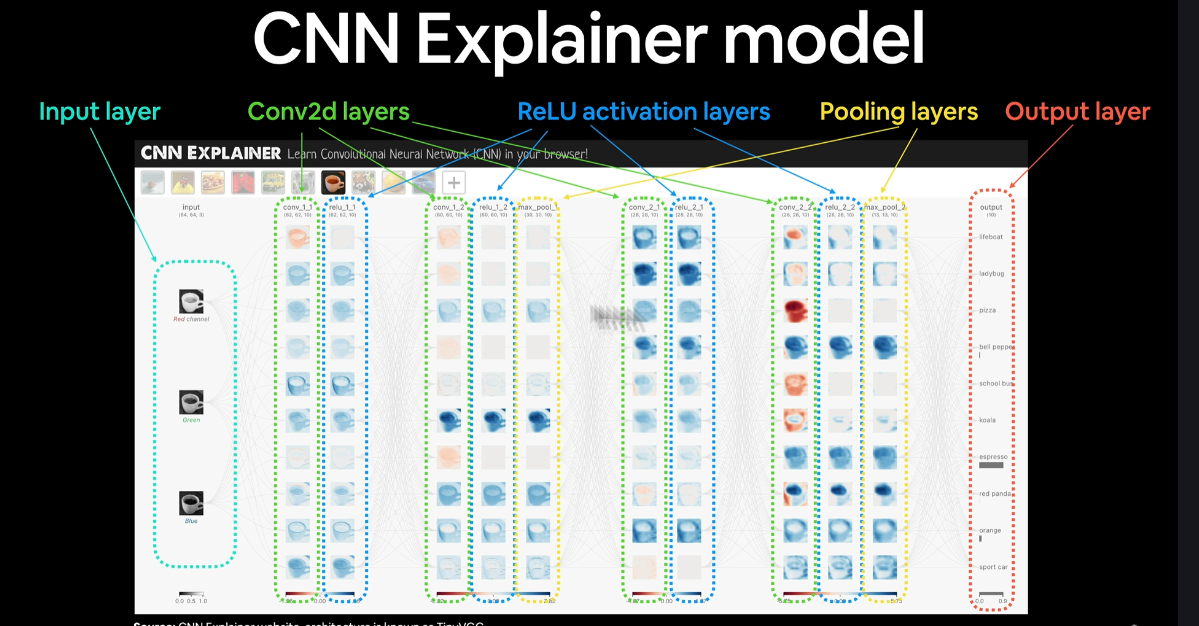 CNN Explainer model
Input layer
Conv2d layers
ReLU activation layers
Pooling layers
Output layer
CNN EXPLAINER Learn Convolutional Neural Network (CNN) in your browser!
+
input
(64, 64, 3)
conv_1_1
(62, 62, 10)
relu_1_1
(62, 62, 10)
conv_1_2
(60, 60, 10)
relu_1_2
(60, 60, 10)
max_pool_1
(30, 30, 10)
conv_2_1
(28, 28, 10)
relu_2_1
(28, 28, 10)
conv_2_2
(26, 26, 10)
relu_2_2
(26, 26, 10)
max_pool_2
(13, 13, 10)
output
(10)
Red channel
Green
Blue
lifeboat
ladybug
pizza
bell peppe
school bus
koala
espresso
red panda
orange
sport car
0.0 0.5 1.0
0.00
0.00
Source: CNN Explainer website, architecture is known as TinyVGG